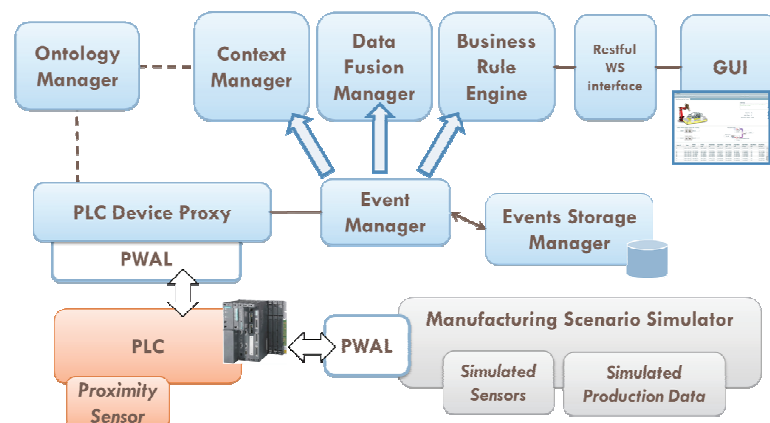 Ontology
Manager
Context
Manager
Data
Fusion
Manager
Business
Rule
Engine
Restful
WS
interface
GUI
PLC Device Proxy
PWAL
Event
Manager
Events Storage
Manager
PLC
Proximity
Sensor
PWAL
Manufacturing Scenario Simulator
Simulated
Sensors
Simulated
Production Data